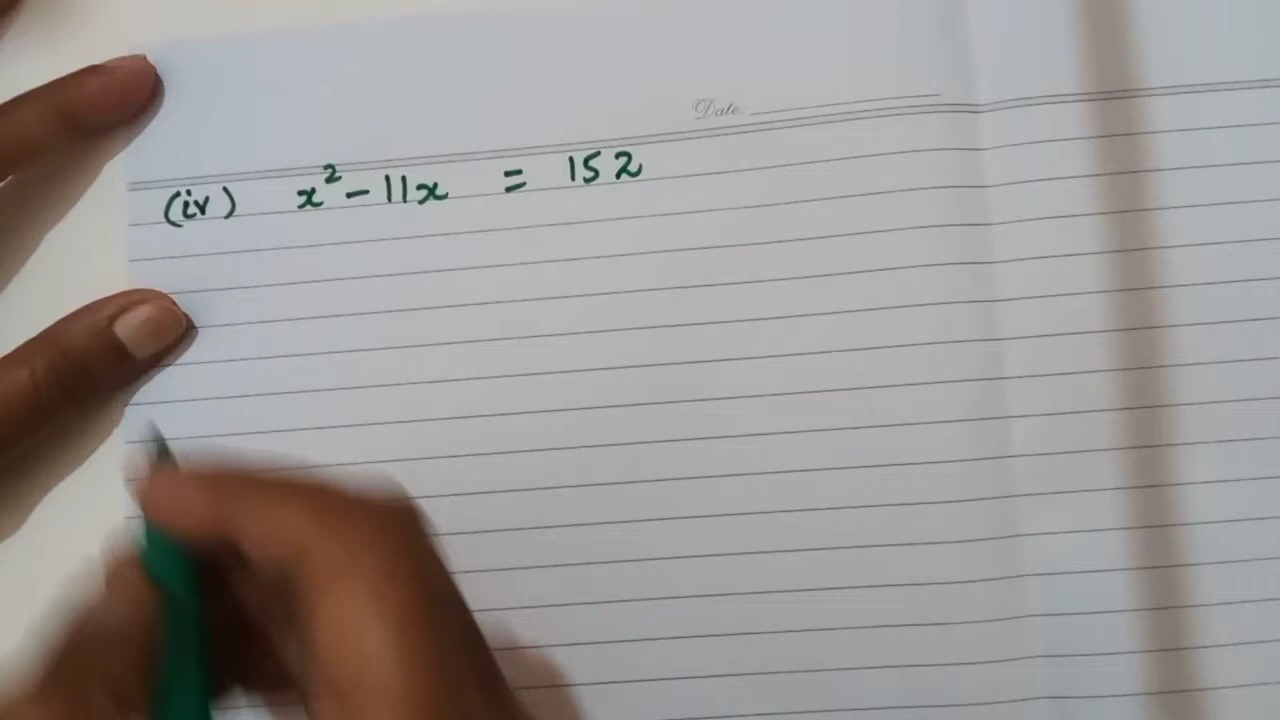 Date
(iv) x² - 11x = 152